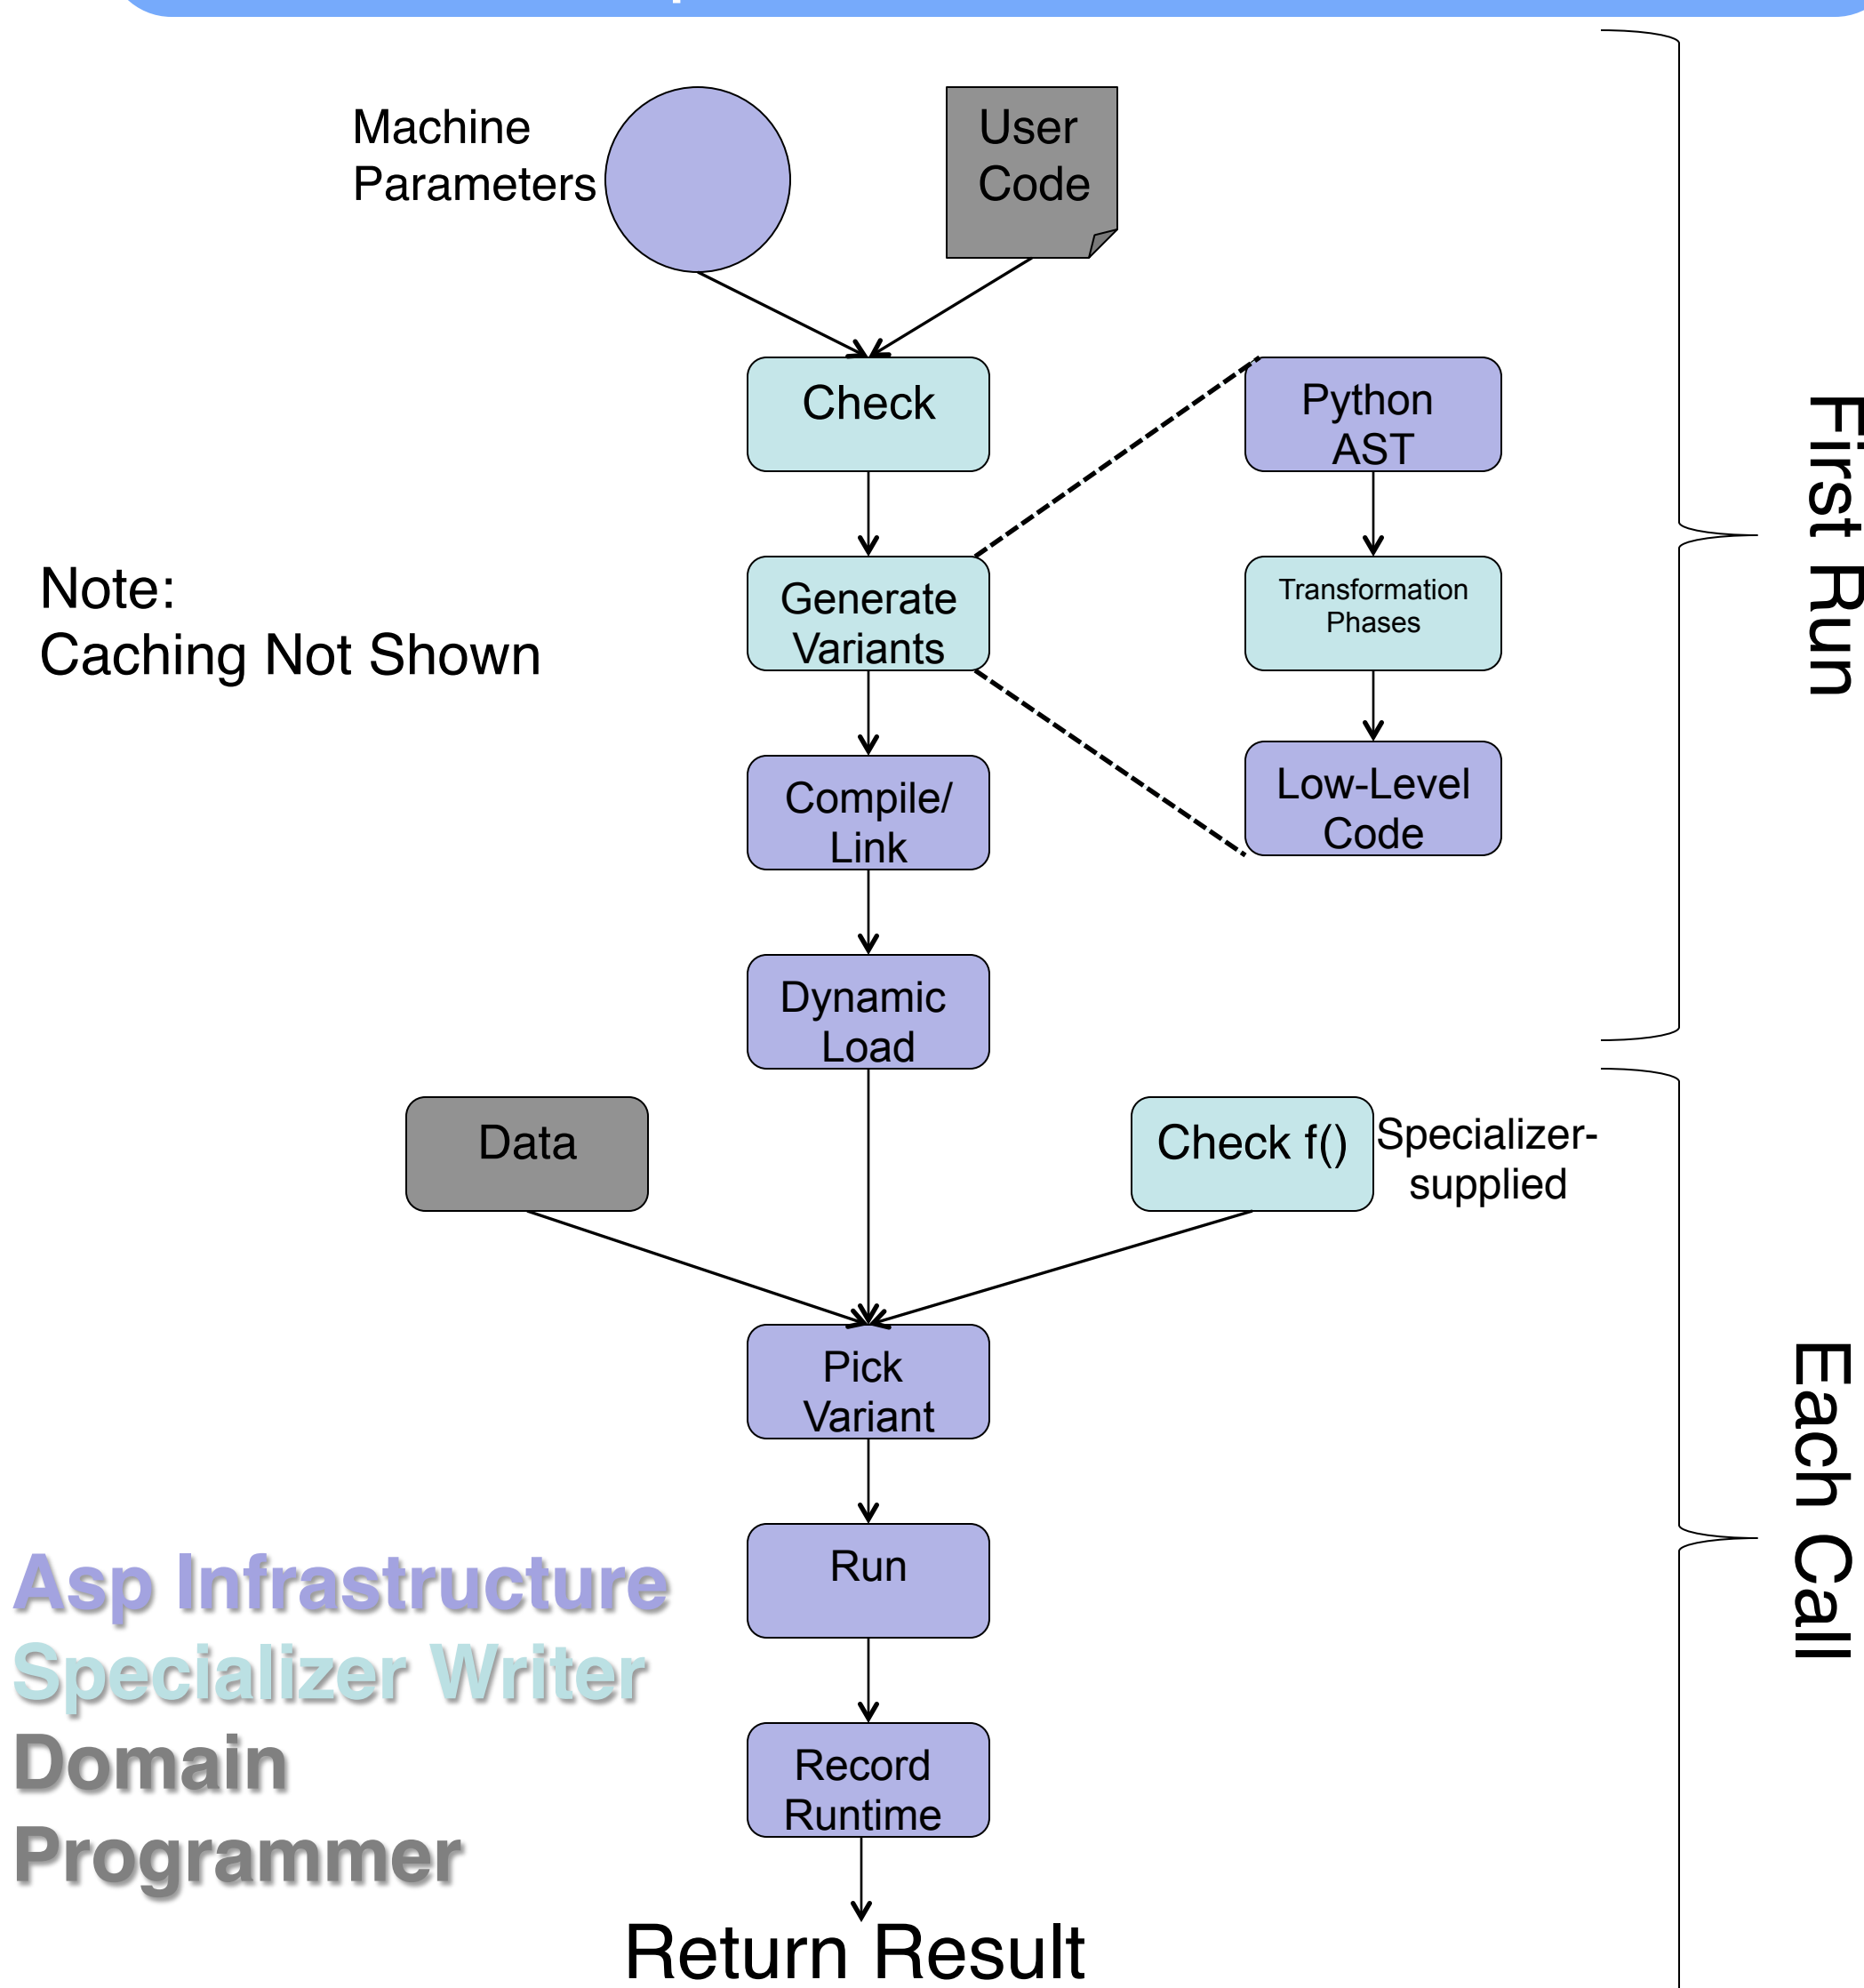 Machine
Parameters
User
Code
Check
Python
AST
First Run
Note:
Caching Not Shown
Generate
Variants
Transformation
Phases
Compile/
Link
Low-Level
Code
Dynamic
Load
Data
Check f()
Specializer-
supplied
Pick
Variant
Each Call
Run
Asp Infrastructure
Specializer Writer
Domain
Programmer
Record
Runtime
Return Result